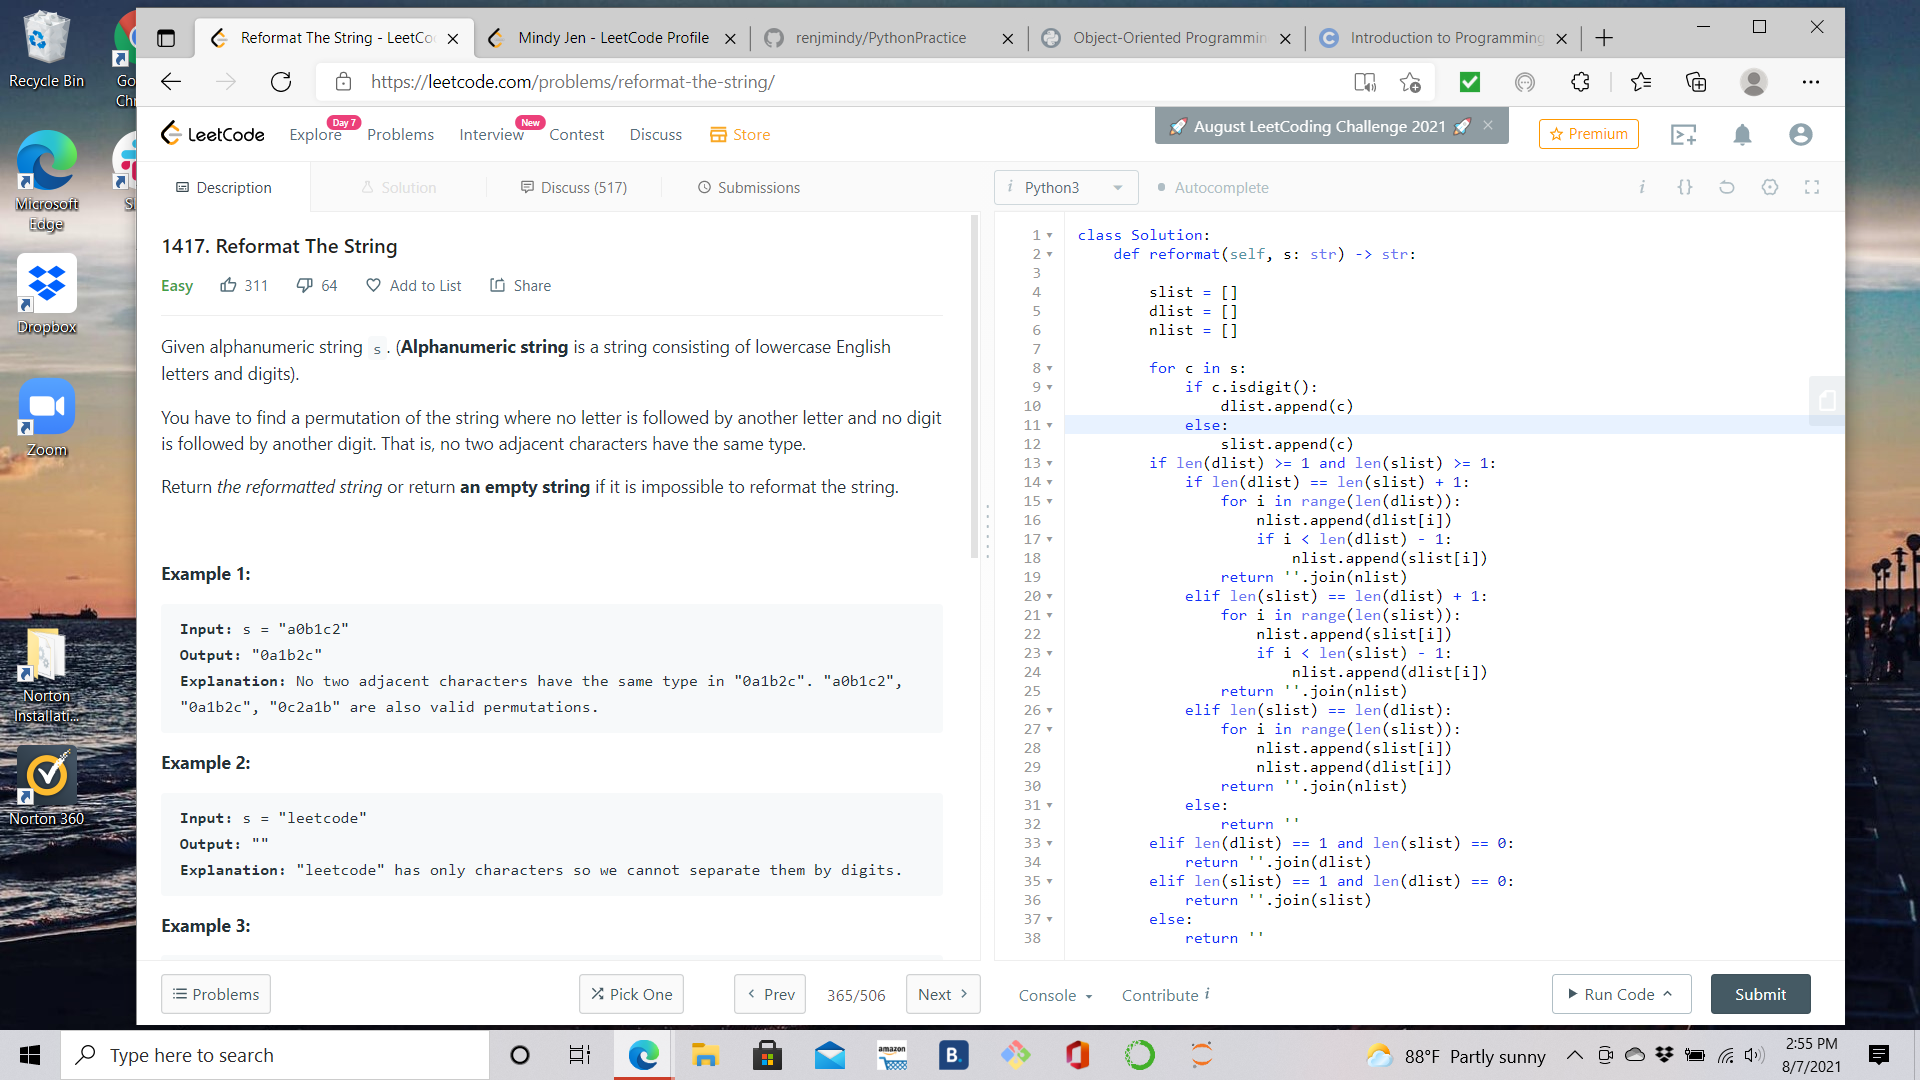 Recycle Bin
Go
Chr
Microsoft
Edge
S
Dropbox
Zoom
Norton
Installati...
Norton 360
Reformat The String - LeetCo
Mindy Jen - LeetCode Profile
renjmindy/PythonPractice
Object-Oriented Programmin
Introduction to Programming
https://leetcode.com/problems/reformat-the-string/
LeetCode
Explore
Day 7
Problems
Interview
New
Contest
Discuss
Store
August LeetCoding Challenge 2021
Premium
Description
Solution
Discuss (517)
Submissions
i Python3
Autocomplete
i {}
1417. Reformat The String
Easy 311 64 Add to List Share
Given alphanumeric string s. (Alphanumeric string is a string consisting of lowercase English
letters and digits).
You have to find a permutation of the string where no letter is followed by another letter and no digit
is followed by another digit. That is, no two adjacent characters have the same type.
Return the reformatted string or return an empty string if it is impossible to reformat the string.
Example 1:
Input: s = "a0b1c2"
Output: "0a1b2c"
Explanation: No two adjacent characters have the same type in "0a1b2c". "a0b1c2",
"0a1b2c", "0c2a1b" are also valid permutations.
Example 2:
Input: s = "leetcode"
Output: ""
Explanation: "leetcode" has only characters so we cannot separate them by digits.
Example 3:
1 class Solution:
2     def reformat(self, s: str) -> str:
3
4         slist = []
5         dlist = []
6         nlist = []
7
8         for c in s:
9             if c.isdigit():
10                 dlist.append(c)
11             else:
12                 slist.append(c)
13         if len(dlist) >= 1 and len(slist) >= 1:
14             if len(dlist) == len(slist) + 1:
15                 for i in range(len(dlist)):
16                     nlist.append(dlist[i])
17                     if i < len(dlist) - 1:
18                         nlist.append(slist[i])
19                 return ''.join(nlist)
20             elif len(slist) == len(dlist) + 1:
21                 for i in range(len(slist)):
22                     nlist.append(slist[i])
23                     if i < len(slist) - 1:
24                         nlist.append(dlist[i])
25                 return ''.join(nlist)
26             elif len(slist) == len(dlist):
27                 for i in range(len(slist)):
28                     nlist.append(slist[i])
29                     nlist.append(dlist[i])
30                 return ''.join(nlist)
31             else:
32                 return ''
33         elif len(dlist) == 1 and len(slist) == 0:
34             return ''.join(dlist)
35         elif len(slist) == 1 and len(dlist) == 0:
36             return ''.join(slist)
37         else:
38             return ''
Problems
Pick One
Prev
365/506
Next
Console
Contribute i
Run Code
Submit
Type here to search
amazon
B.
88°F Partly sunny
2:55 PM
8/7/2021